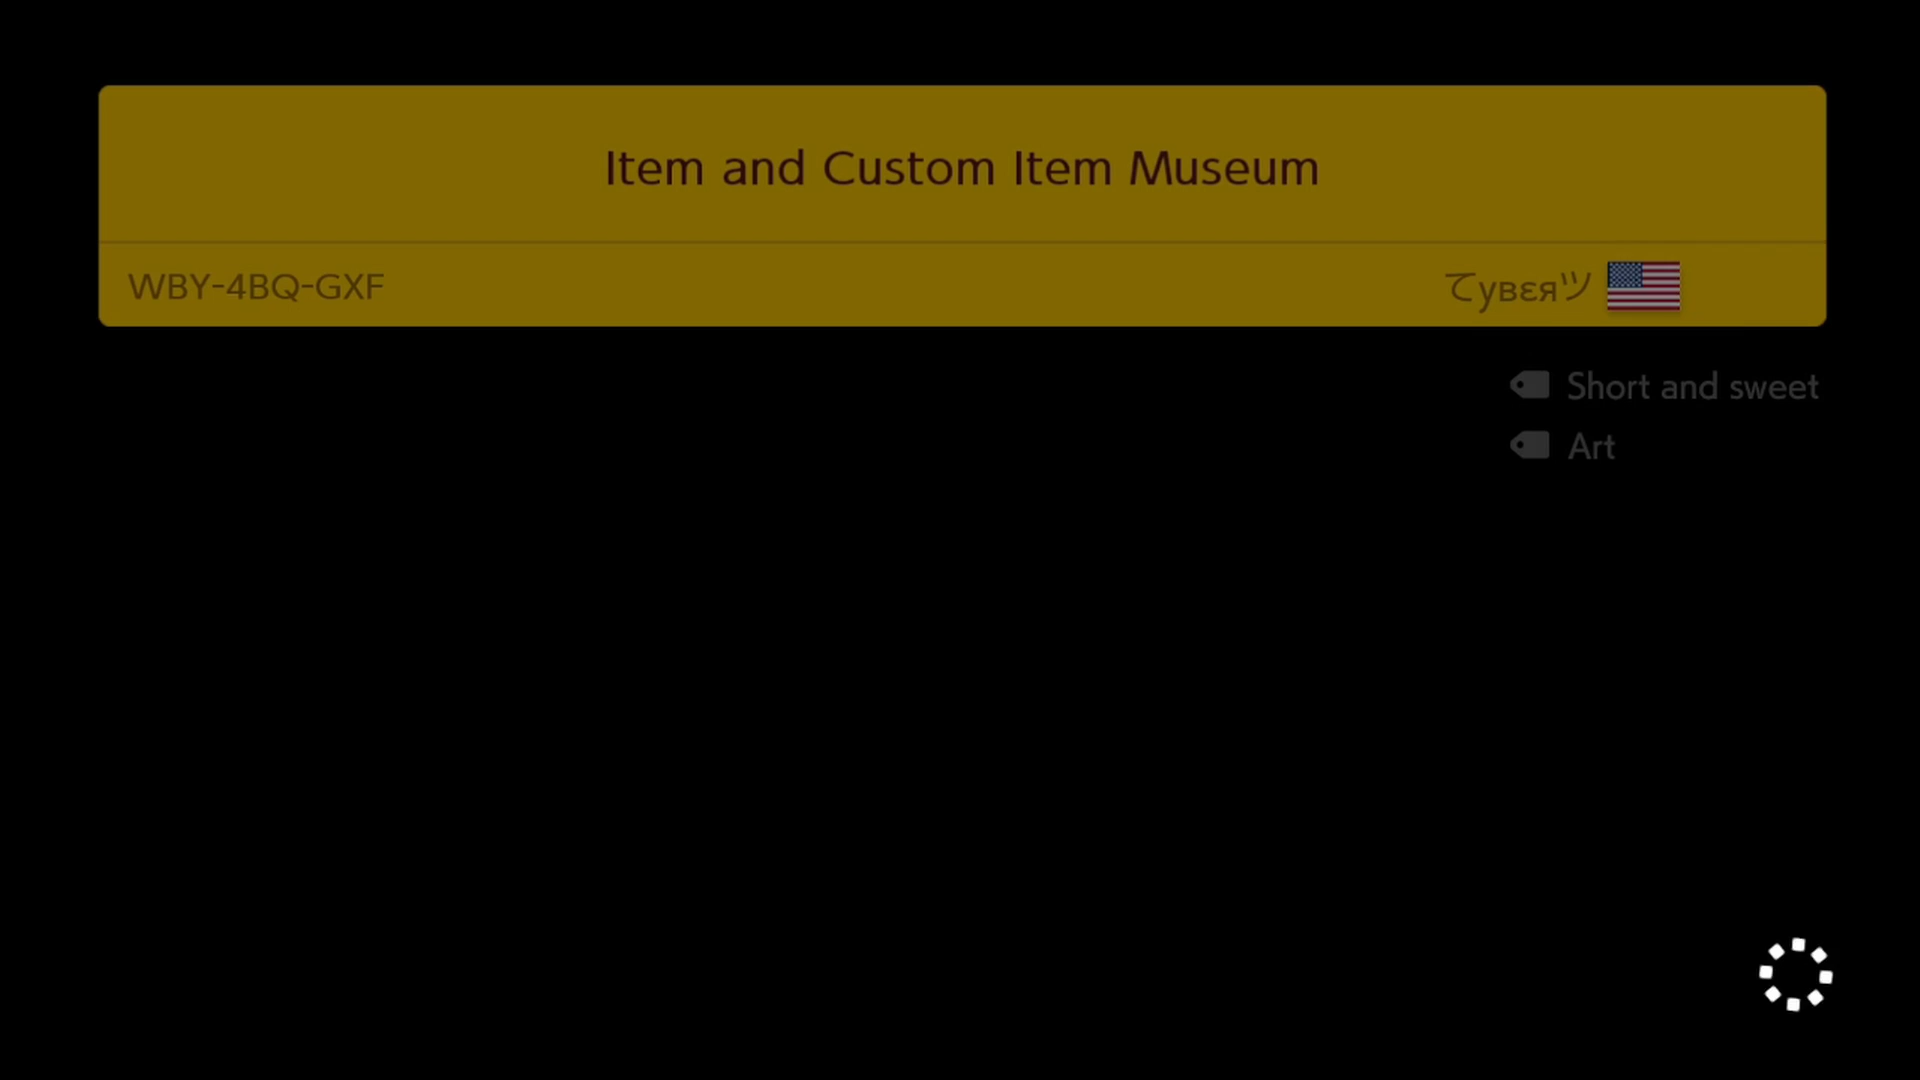 Item and Custom Item Museum
WBY-4BQ-GXF
てyвεяツ
Short and sweet
Art